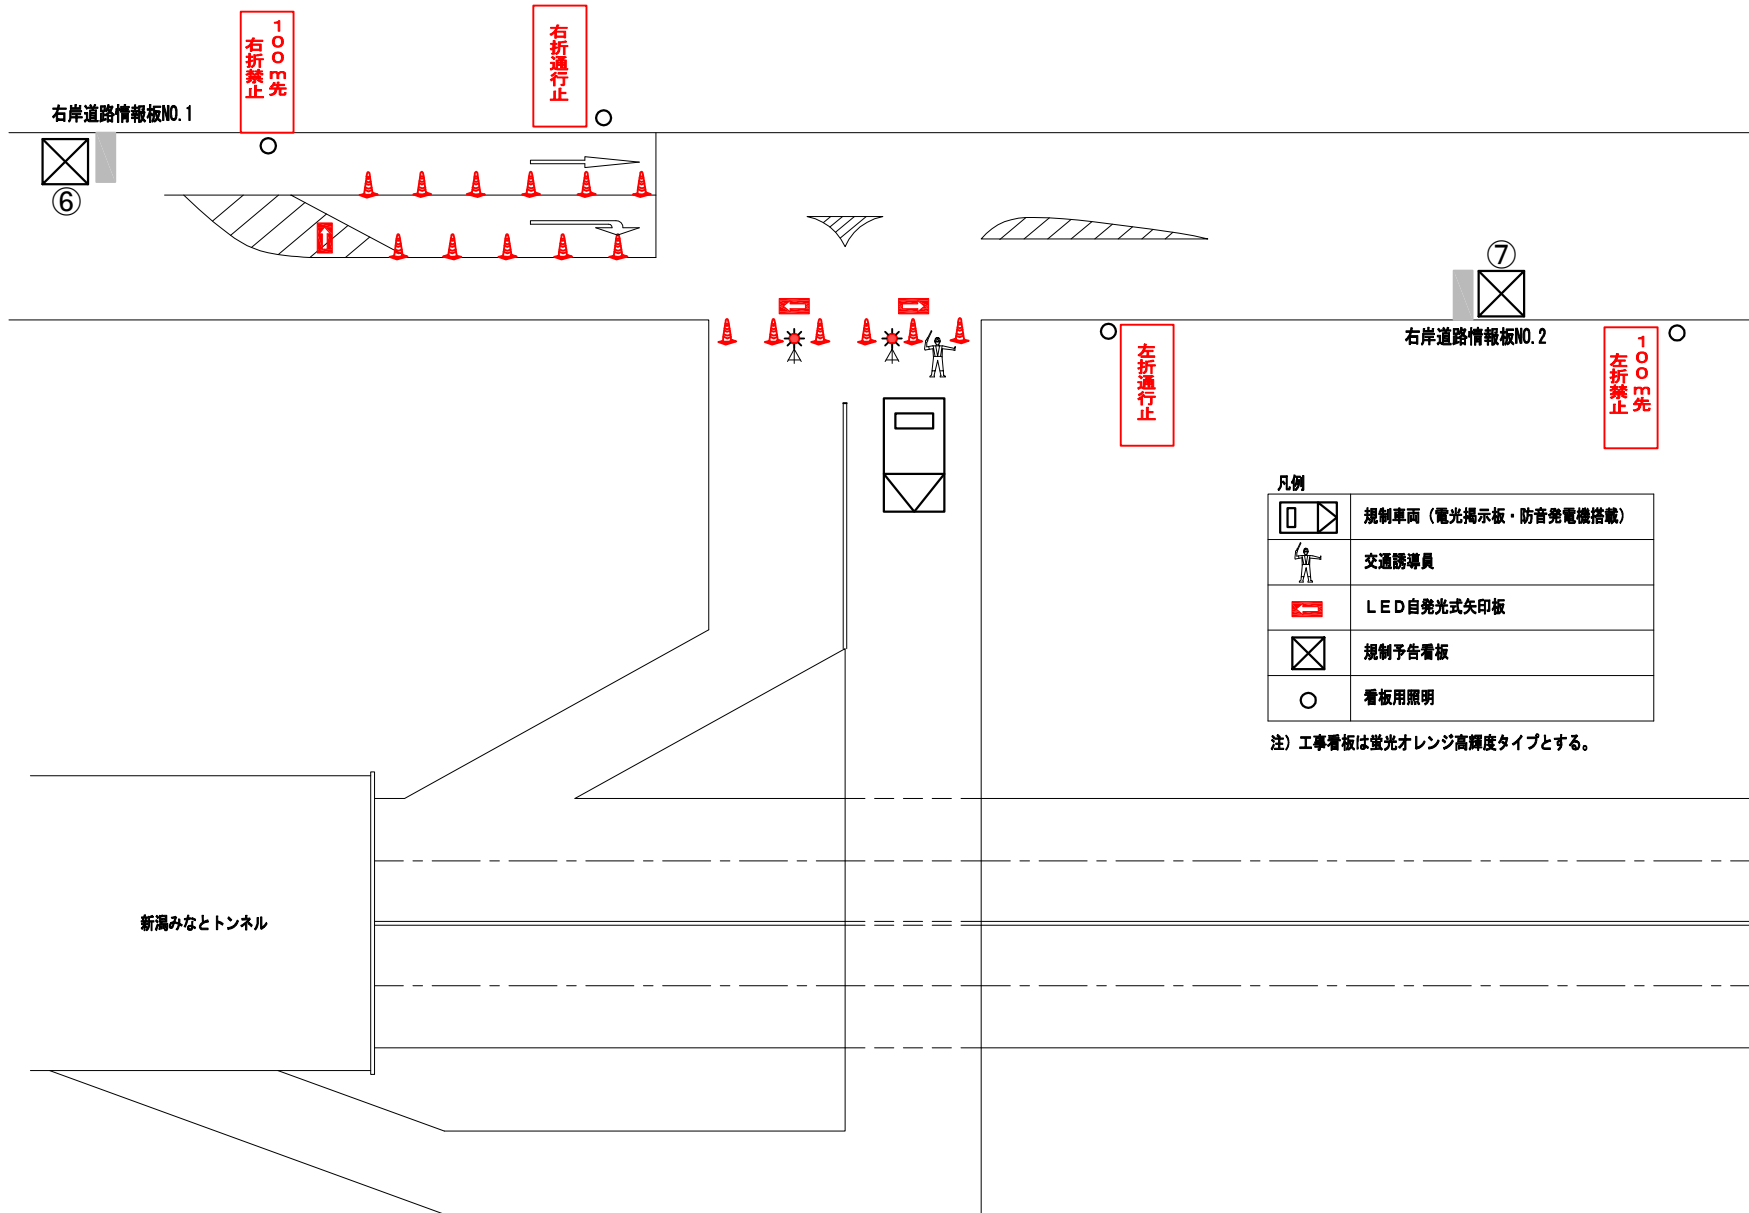 100m先
右折禁止
右折通行止
右岸道路情報板NO.1
⑥
⑦
右岸道路情報板NO.2
左折通行止
100m先
左折禁止
凡例
規制車両（電光掲示板・防音発電機搭載）
交通誘導員
ＬＥＤ自発光式矢印板
規制予告看板
看板用照明
注）工事看板は蛍光オレンジ高輝度タイプとする。
新潟みなとトンネル